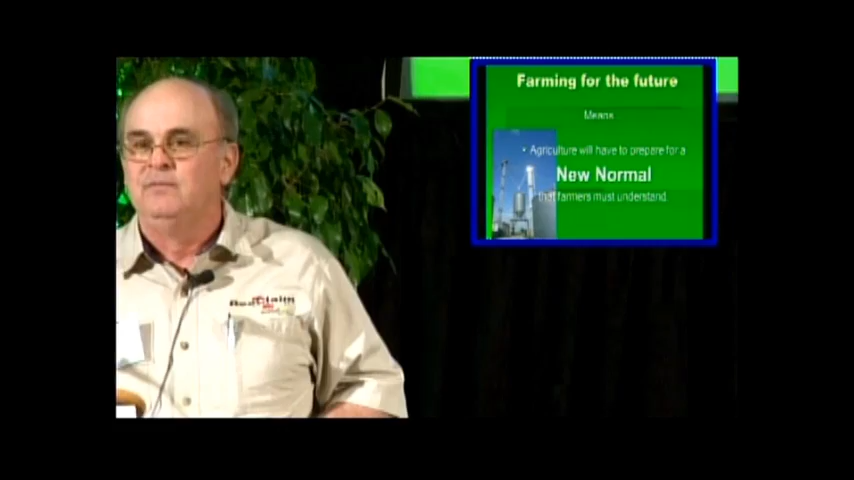 Farming for the future
Means
• Agriculture will have to prepare for a
New Normal
that farmers must understand